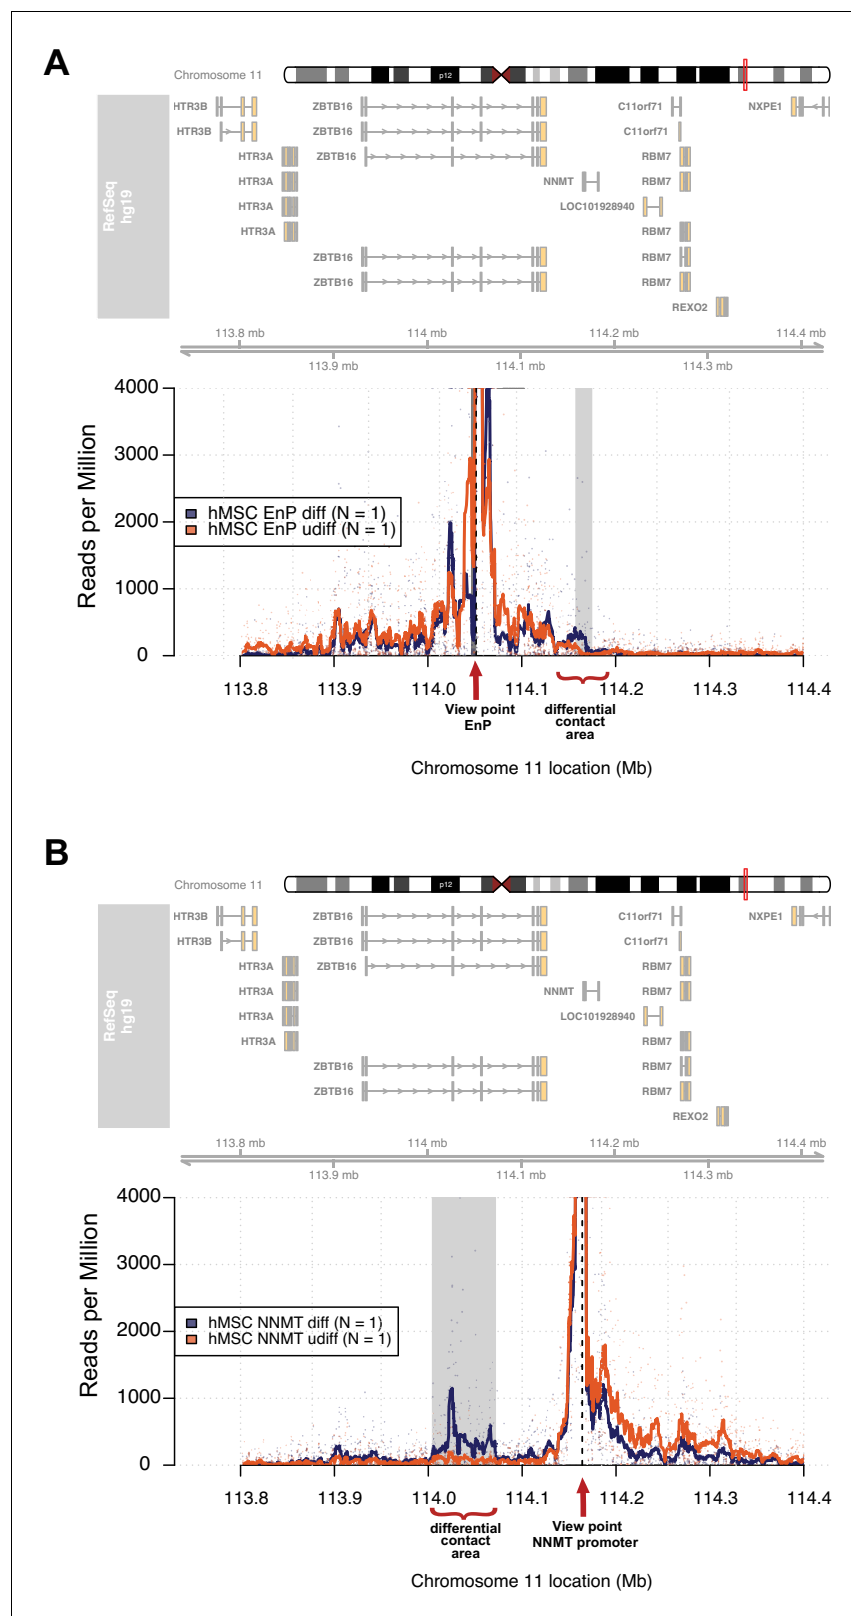 A
Chromosome 11
p12
HTR3B
ZBTB16
C11orf71
NXPE1
HTR3B
ZBTB16
C11orf71
HTR3A
ZBTB16
RBM7
HTR3A
NNMT
RBM7
HTR3A
LOC101928940
HTR3A
RBM7
ZBTB16
RBM7
ZBTB16
RBM7
REXO2
RefSeq
hg19
113.8 mb
114 mb
114.2 mb
114.4 mb
113.9 mb
114.1 mb
114.3 mb
Reads per Million
4000
3000
2000
1000
0
hMSC EnP diff (N = 1)
hMSC EnP udiff (N = 1)
113.8
113.9
114.0
114.1
114.2
114.3
114.4
View point
EnP
differential
contact
area
Chromosome 11 location (Mb)
B
Chromosome 11
p12
HTR3B
ZBTB16
C11orf71
NXPE1
HTR3B
ZBTB16
C11orf71
HTR3A
ZBTB16
RBM7
HTR3A
NNMT
RBM7
HTR3A
LOC101928940
HTR3A
RBM7
ZBTB16
RBM7
ZBTB16
RBM7
REXO2
RefSeq
hg19
113.8 mb
114 mb
114.2 mb
114.4 mb
113.9 mb
114.1 mb
114.3 mb
Reads per Million
4000
3000
2000
1000
0
hMSC NNMT diff (N = 1)
hMSC NNMT udiff (N = 1)
113.8
113.9
114.0
114.1
114.2
114.3
114.4
differential
contact
area
View point
NNMT promoter
Chromosome 11 location (Mb)